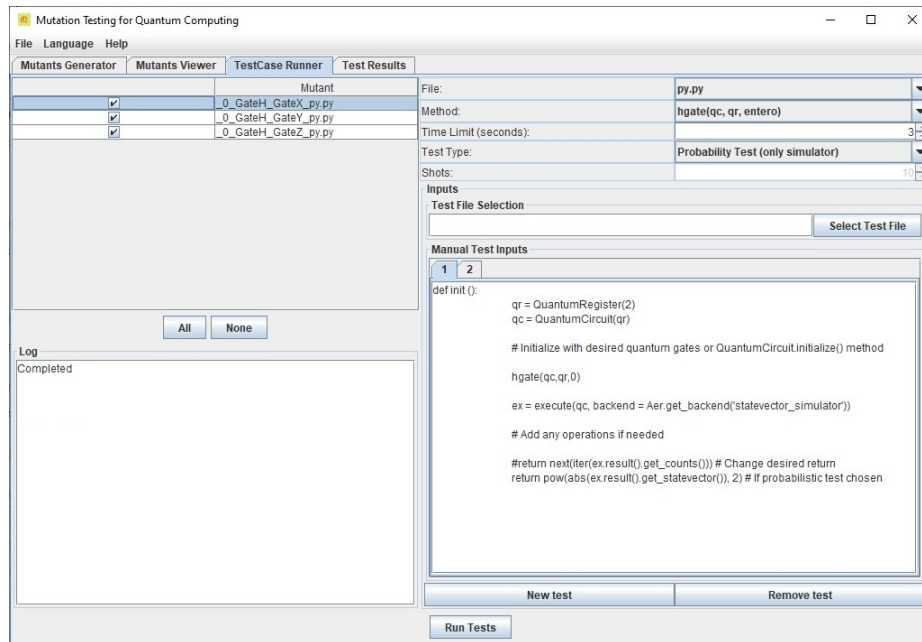 Mutation Testing for Quantum Computing
File Language Help
Mutants Generator Mutants Viewer TestCase Runner Test Results
Mutant
_0_GateH_GateX_py.py
_0_GateH_GateY_py.py
_0_GateH_GateZ_py.py
All None
Log
Completed
File: py.py
Method: hgate(qc, qr, entero)
Time Limit (seconds): 3
Test Type: Probability Test (only simulator)
Shots: 10
Inputs
Test File Selection
Select Test File
Manual Test Inputs
1 2
def init ():
qr = QuantumRegister(2)
qc = QuantumCircuit(qr)
# Initialize with desired quantum gates or QuantumCircuit.initialize() method
hgate(qc,qr,0)
ex = execute(qc, backend = Aer.get_backend('statevector_simulator'))
# Add any operations if needed
#return next(iter(ex.result().get_counts())) # Change desired return
return pow(abs(ex.result().get_statevector()), 2) # If probabilistic test chosen
New test Remove test
Run Tests